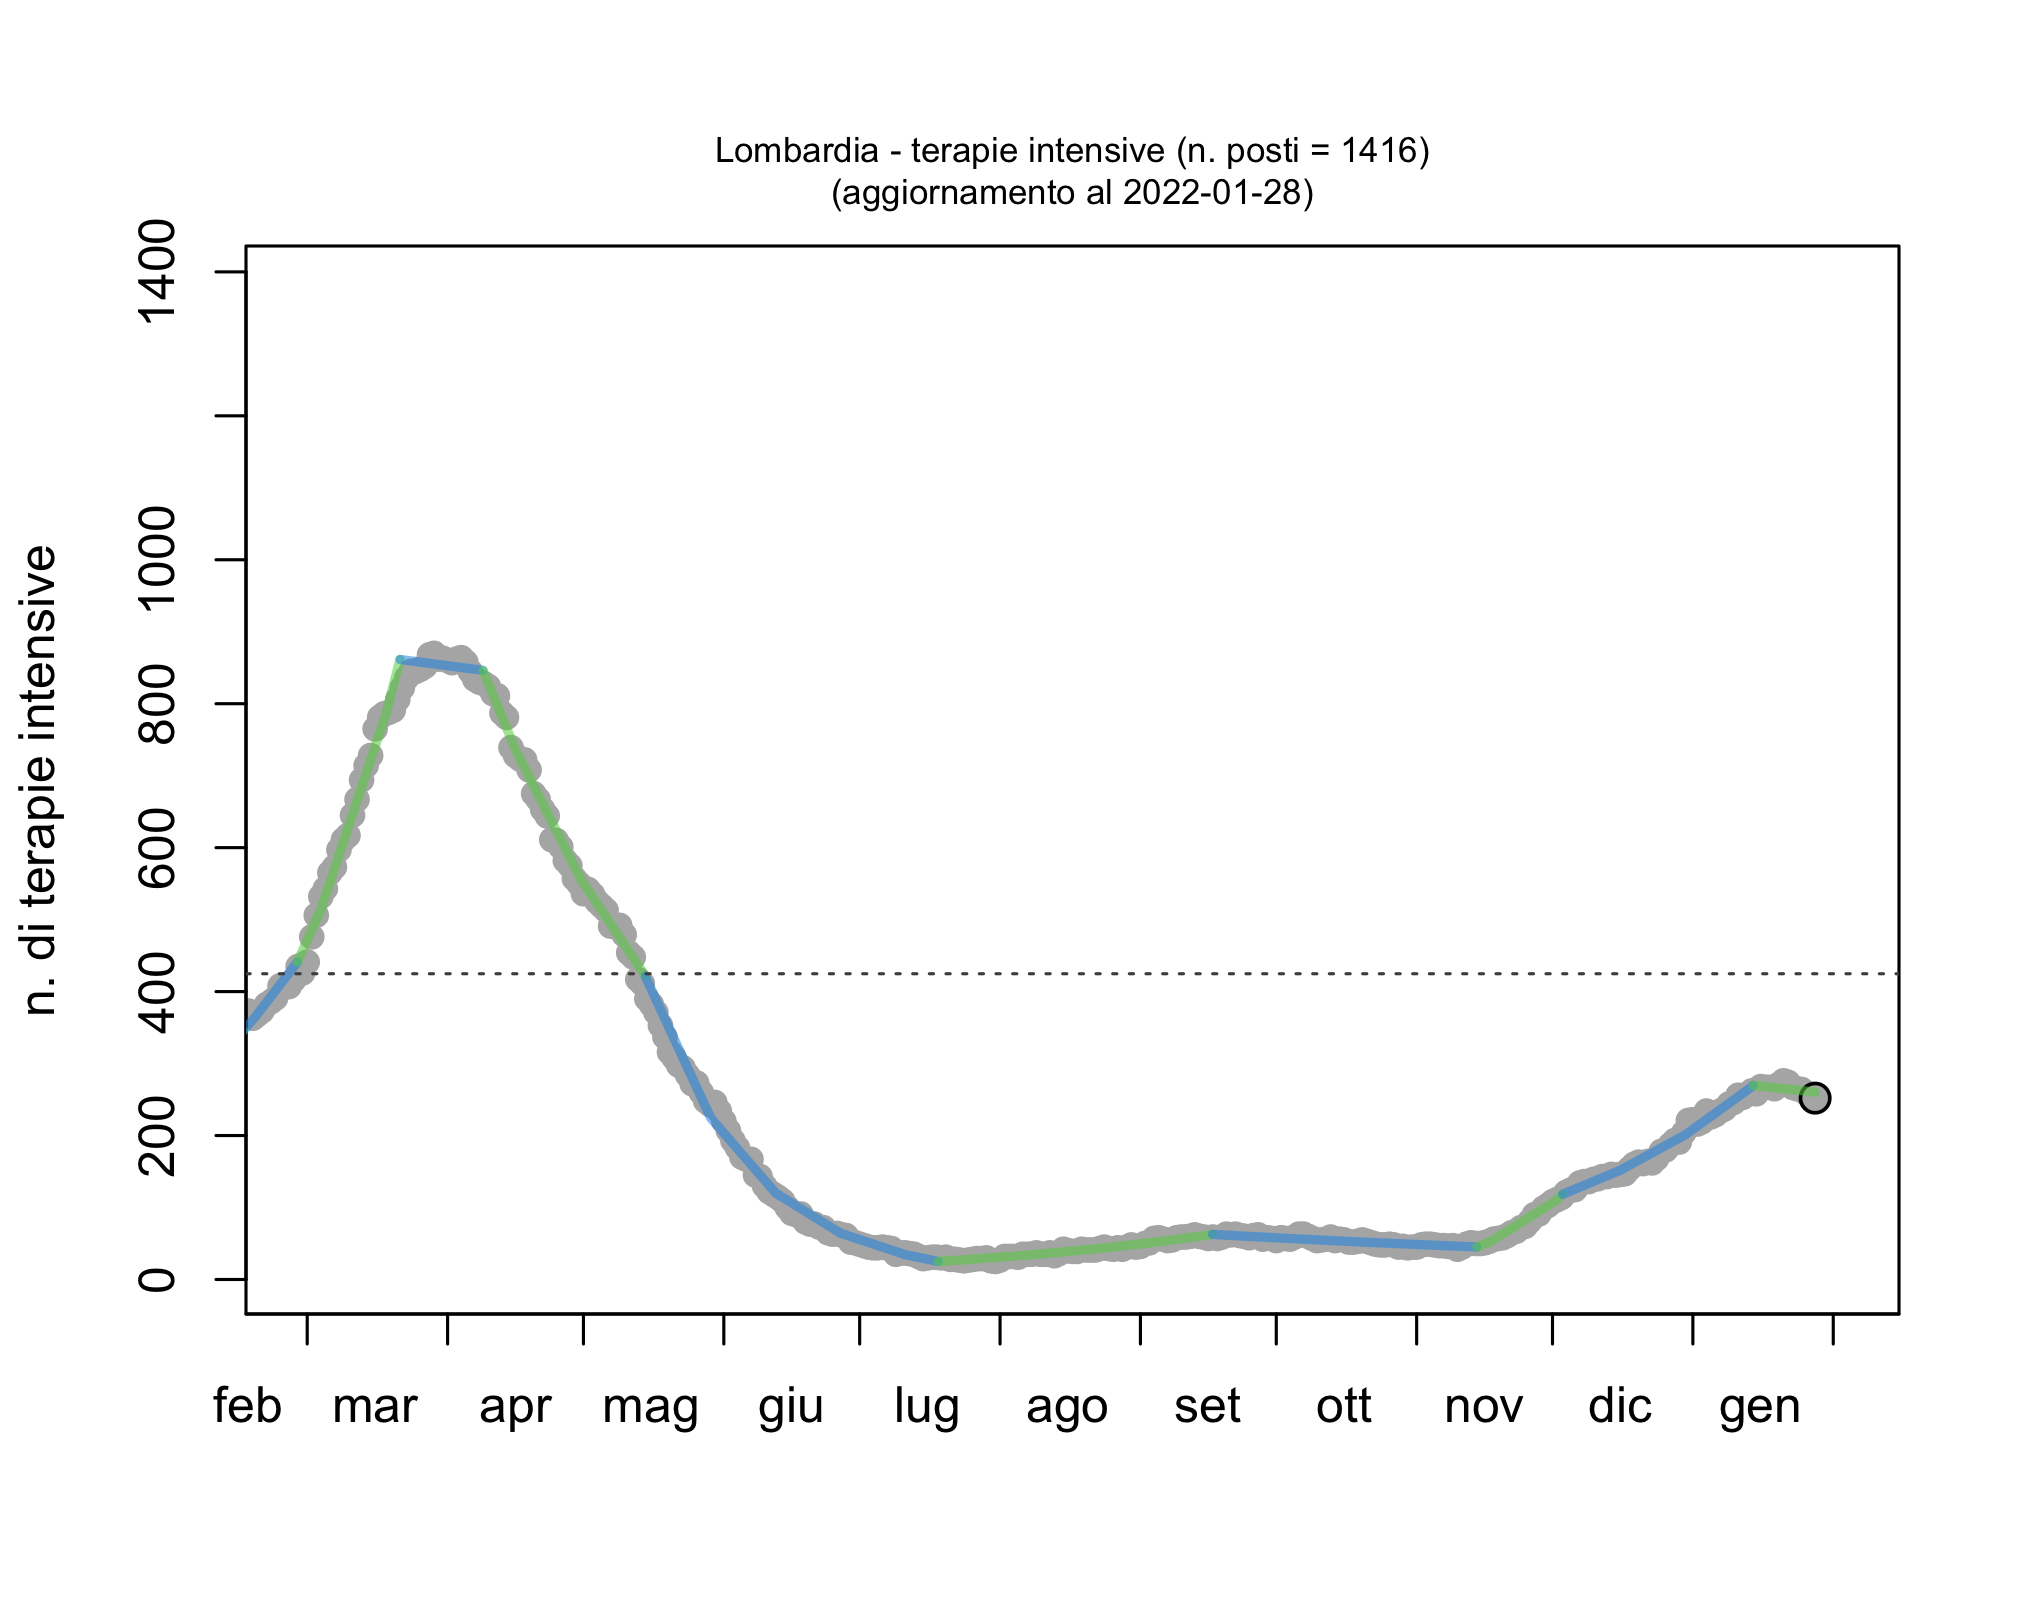 Lombardia - terapie intensive (n. posti = 1416)
(aggiornamento al 2022-01-28)
n. di terapie intensive
1400
1000
800
600
400
200
0
feb mar apr mag giu lug ago set ott nov dic gen